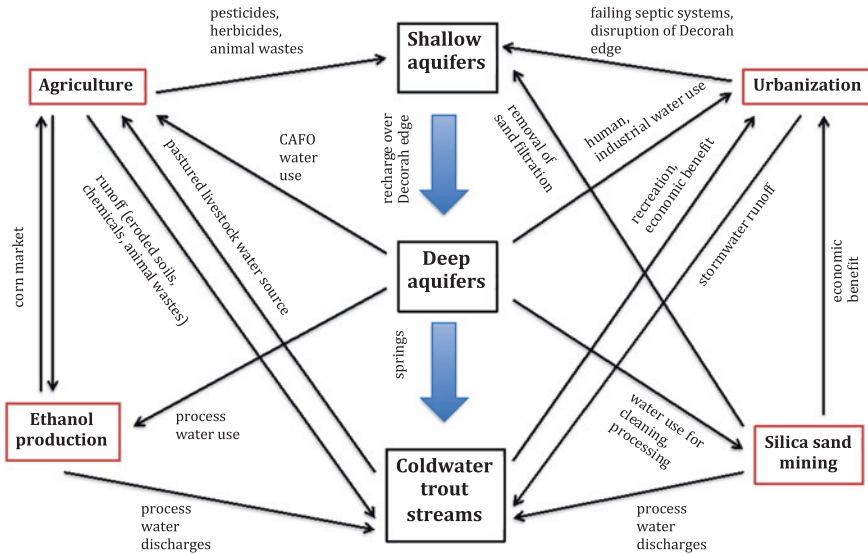 pesticides,
herbicides,
animal wastes
Shallow
aquifers
failing septic systems,
disruption of Decorah
edge
Agriculture
Urbanization
CAFO
water
use
recharge over
Decorah edge
removal of
sand filtration
human,
industrial water use
pastured livestock water source
runoff (eroded soils,
chemicals, animal wastes)
recreation,
economic benefit
stormwater runoff
corn market
Deep
aquifers
economic
benefit
springs
Ethanol
production
process
water use
water use for
cleaning,
processing
Silica sand
mining
Coldwater
trout
streams
process
water
discharges
process
water
discharges